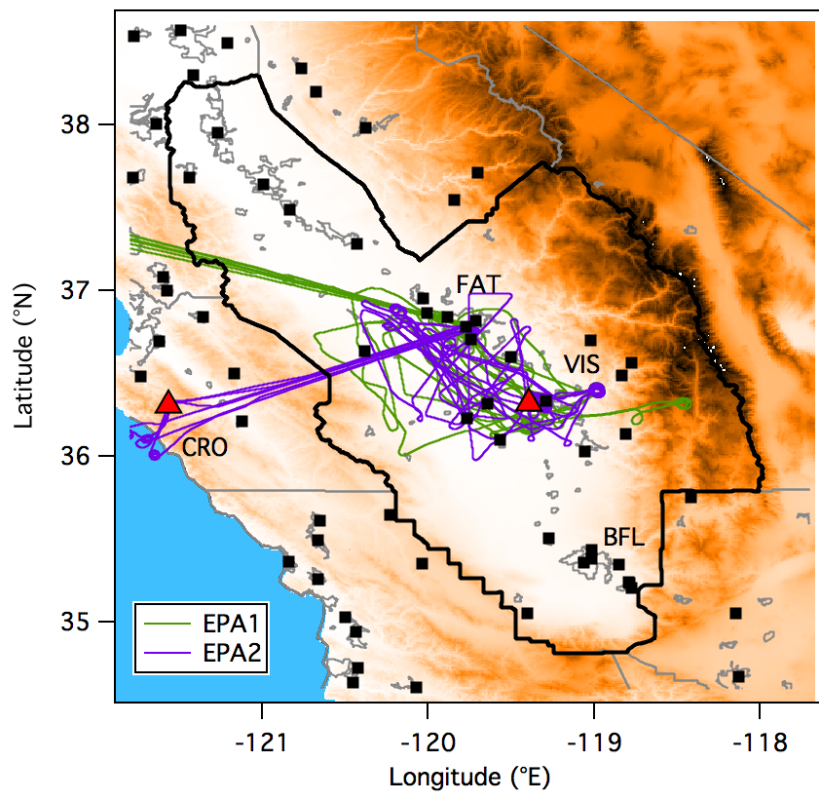 38
37
36
35
Latitude (°N)
FAT
VIS
CRO
BFL
EPA1
EPA2
-121
-120
-119
-118
Longitude (°E)